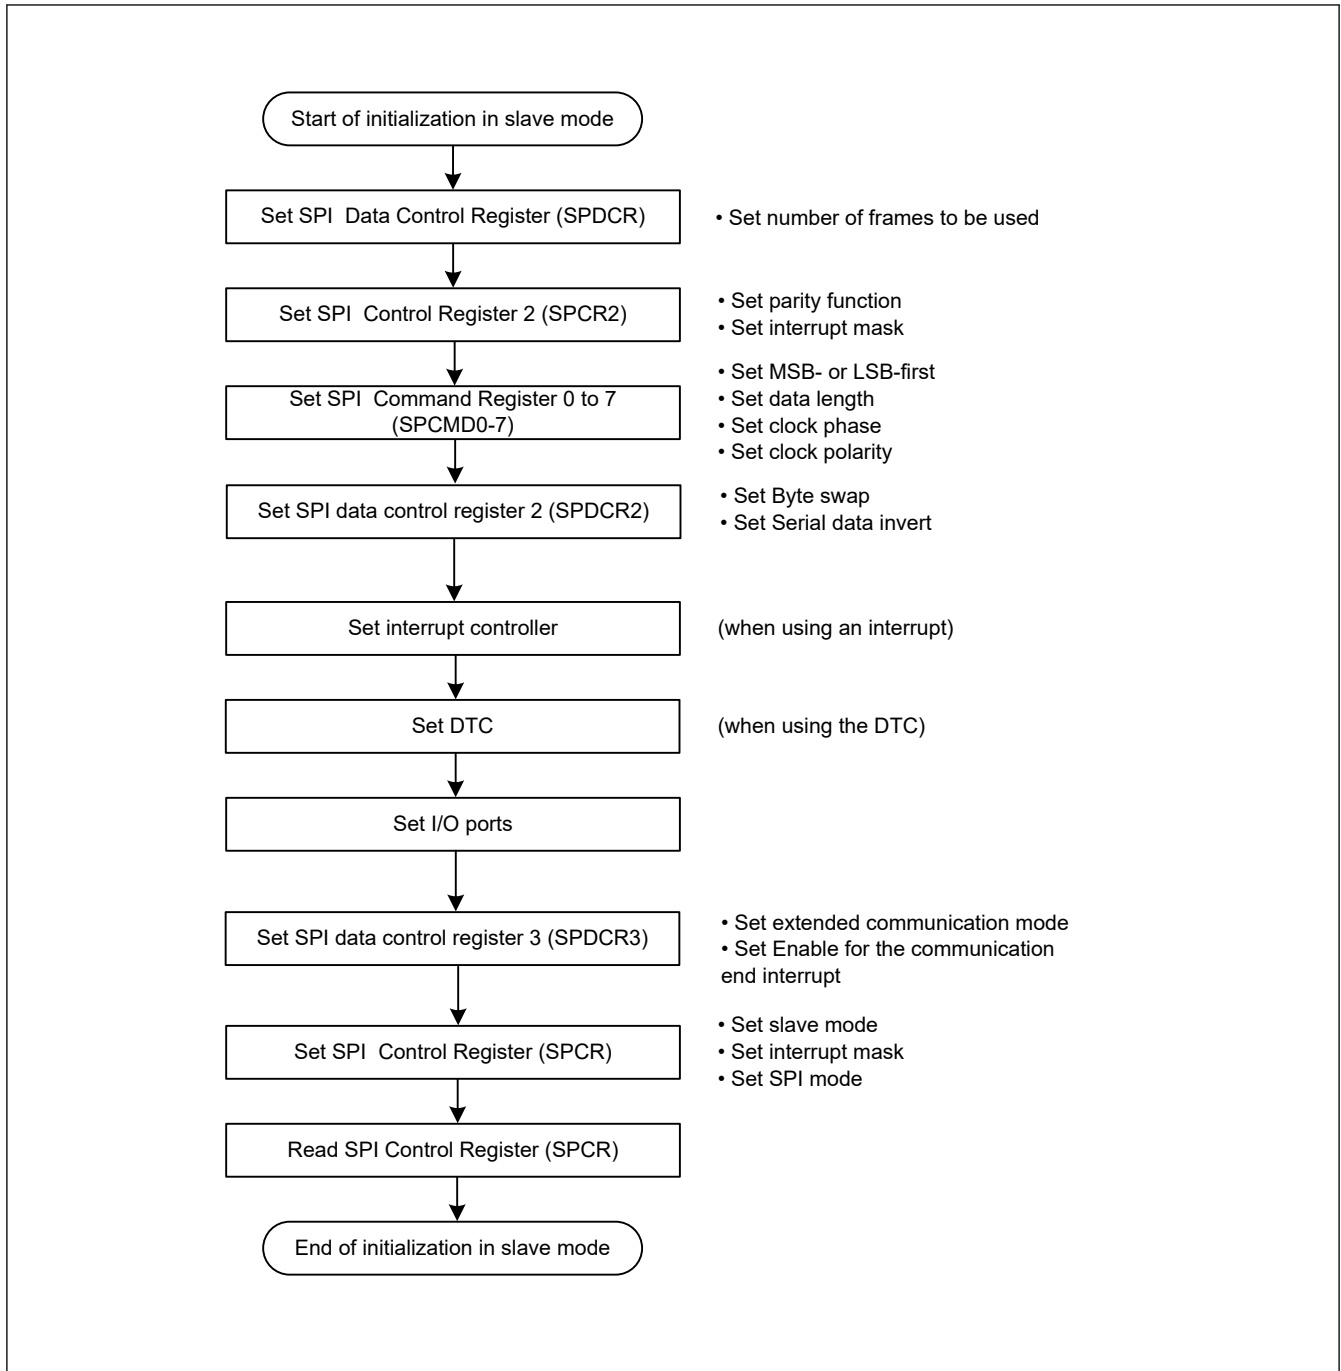 Start of initialization in slave mode
Set SPI  Data Control Register (SPDCR)
• Set number of frames to be used
Set SPI  Control Register 2 (SPCR2)
• Set parity function
• Set interrupt mask
Set SPI  Command Register 0 to 7
(SPCMD0-7)
• Set MSB- or LSB-first
• Set data length
• Set clock phase
• Set clock polarity
Set SPI data control register 2 (SPDCR2)
• Set Byte swap
• Set Serial data invert
Set interrupt controller
(when using an interrupt)
Set DTC
(when using the DTC)
Set I/O ports
Set SPI data control register 3 (SPDCR3)
• Set extended communication mode
• Set Enable for the communication
end interrupt
Set SPI  Control Register (SPCR)
• Set slave mode
• Set interrupt mask
• Set SPI mode
Read SPI Control Register (SPCR)
End of initialization in slave mode